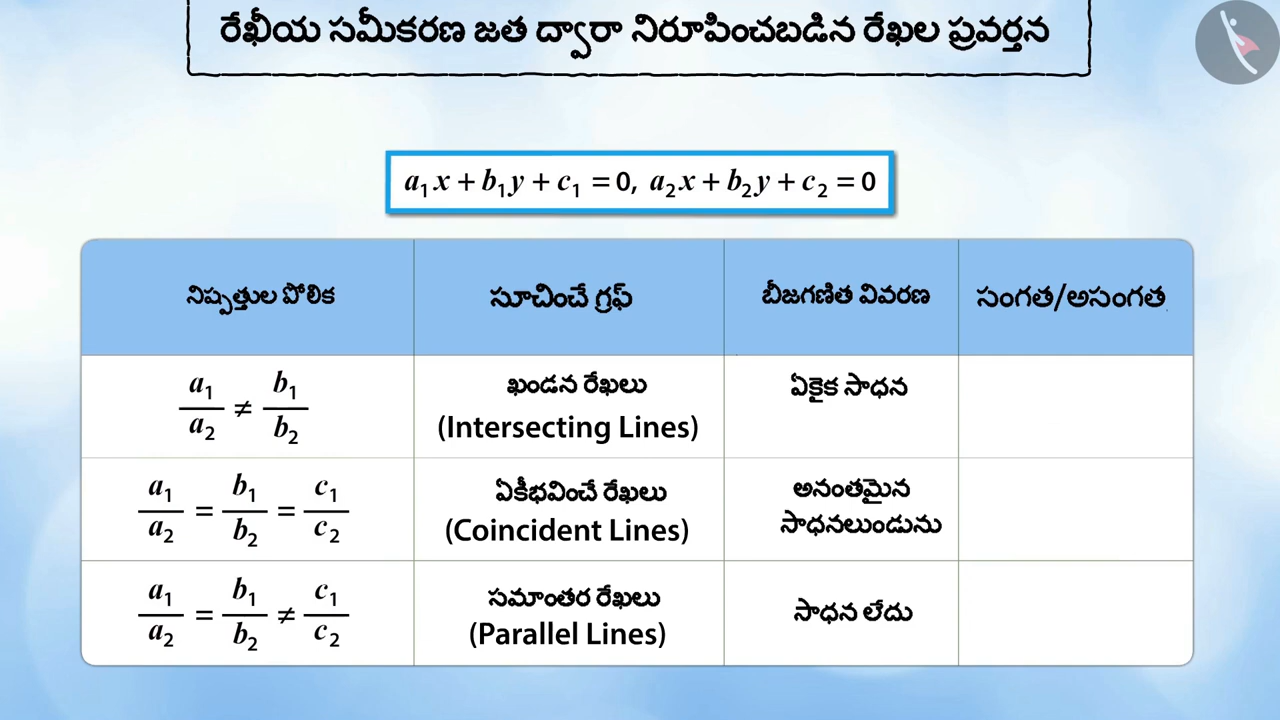 రేఖీయ సమీకరణ జత ద్వారా నిరూపించబడిన రేఖల ప్రవర్తన
a₁x + b₁y + c₁ = 0, a₂x + b₂y + c₂ = 0
నిష్పత్తుల పోలిక సూచించే గ్రాఫ్ బీజగణిత వివరణ సంగత/అసంగత
a₁/a₂ ≠ b₁/b₂ ఖండన రేఖలు (Intersecting Lines) ఏకైక సాధన
a₁/a₂ = b₁/b₂ = c₁/c₂ ఏకీభవించే రేఖలు (Coincident Lines) అనంతమైన సాధనలుండును
a₁/a₂ = b₁/b₂ ≠ c₁/c₂ సమాంతర రేఖలు (Parallel Lines) సాధన లేదు